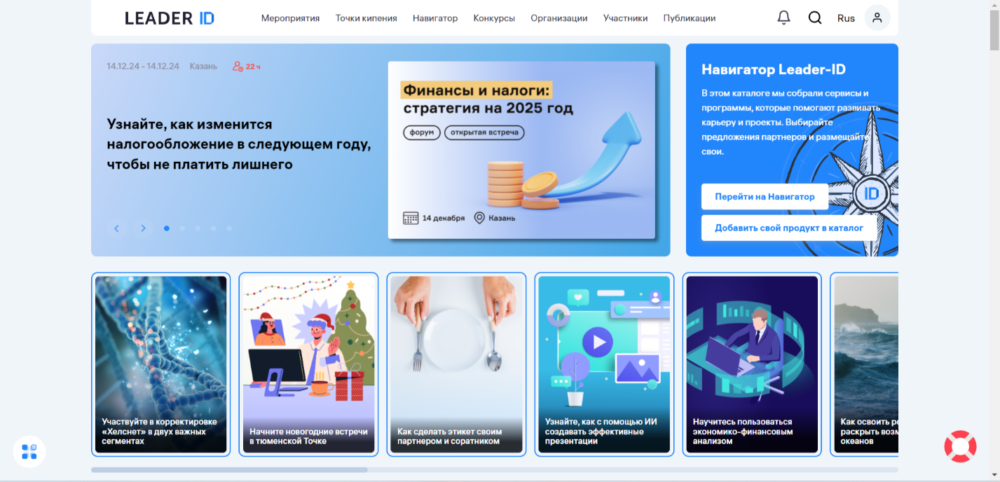 LEADER ID
Мероприятия
Точки кипения
Навигатор
Конкурсы
Организации
Участники
Публикации
Rus
14.12.24 - 14.12.24
Казань
22 ч
Узнайте, как изменится
налогообложение в следующем году,
чтобы не платить лишнего
Финансы и налоги:
стратегия на 2025 год
форум
открытая встреча
14 декабря
Казань
Навигатор Leader-ID
В этом каталоге мы собрали сервисы и
программы, которые помогают развивать
карьеру и проекты. Выбирайте
предложения партнеров и размещайте
свои.
ID
Перейти на Навигатор
Добавить свой продукт в каталог
Участвуйте в корректировке
«Хелснет» в двух важных
сегментах
Начните новогодние встречи
в тюменской Точке
Как сделать этикет своим
партнером и соратником
Узнайте, как с помощью ИИ
создавать эффективные
презентации
Научитесь пользоваться
экономико-финансовым
анализом
Как освоить
раскрыть
океанов